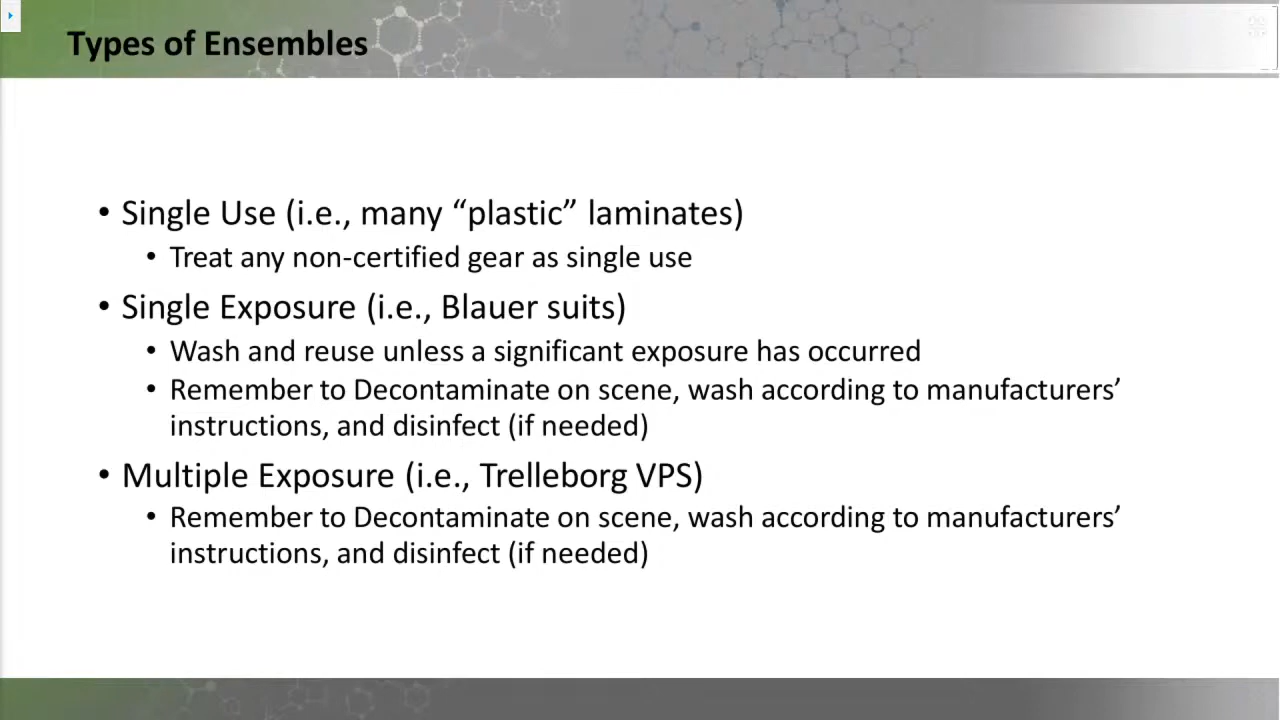 Types of Ensembles
• Single Use (i.e., many “plastic” laminates)
• Treat any non-certified gear as single use
• Single Exposure (i.e., Blauer suits)
• Wash and reuse unless a significant exposure has occurred
• Remember to Decontaminate on scene, wash according to manufacturers’
instructions, and disinfect (if needed)
• Multiple Exposure (i.e., Trelleborg VPS)
• Remember to Decontaminate on scene, wash according to manufacturers’
instructions, and disinfect (if needed)